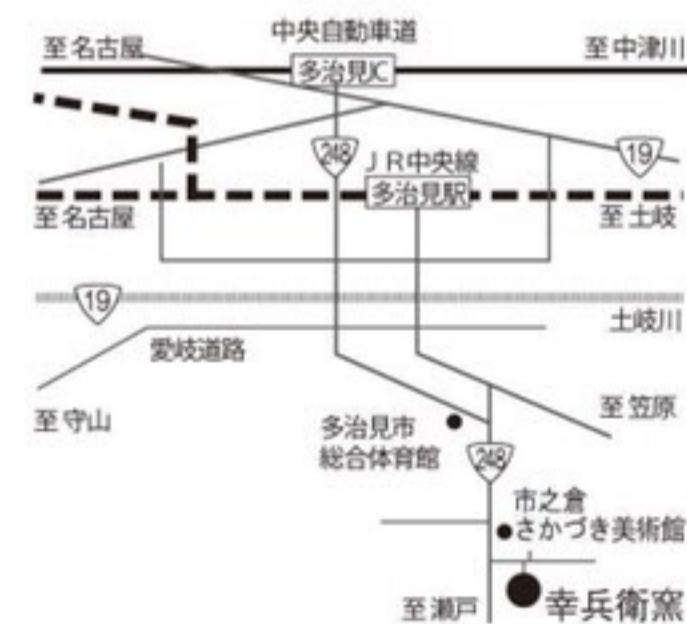 中央自動車道
至名古屋
至中津川
多治見JC
248
19
JR中央線
多治見駅
至名古屋
至土岐
19
土岐川
愛岐道路
至守山
至笠原
多治見市
総合体育館
248
市之倉
さかづき美術館
至瀬戸
幸兵衛窯